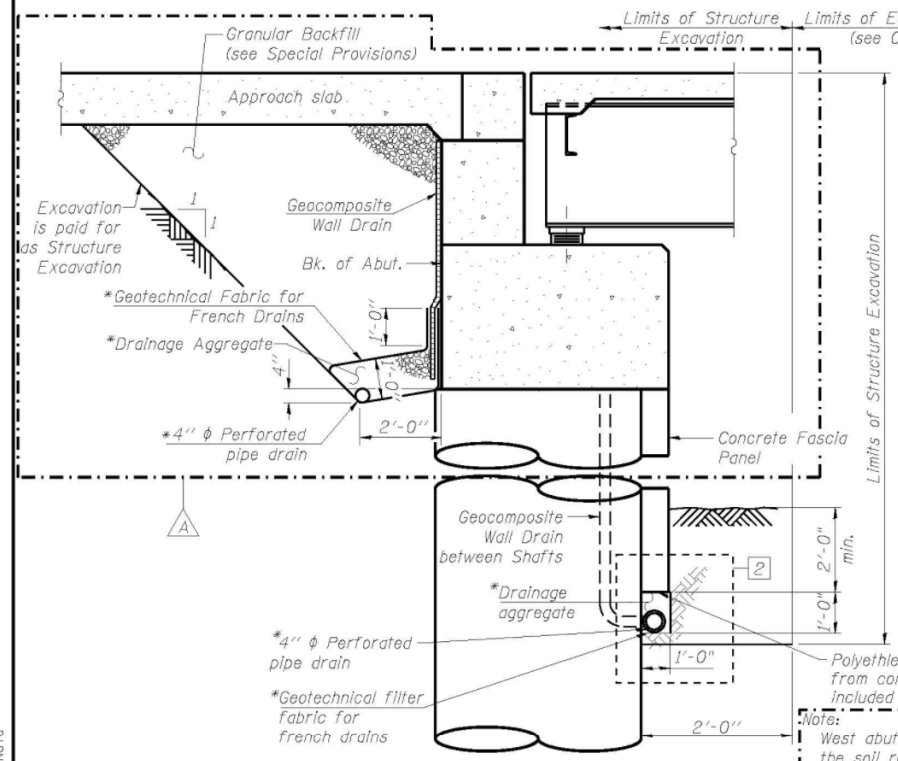 Limits of Structure
Excavation
Limits of E
(see C
Granular Backfill
(see Special Provisions)
Approach slab
1
1
Excavation
is paid for
as Structure
Excavation
Geocomposite
Wall Drain
Bk. of Abut.
*Geotechnical Fabric for
French Drains
1'-0"
*Drainage Aggregate
4"
1'-0"
*4" ϕ Perforated
pipe drain
2'-0"
Limits of Structure Excavation
Concrete Fascia
Panel
A
Geocomposite
Wall Drain
between Shafts
2'-0"
min.
2
*Drainage
aggregate
1'-0"
*4" ϕ Perforated
pipe drain
1'-0"
*Geotechnical filter
fabric for
french drains
Polyethle
from con
included
2'-0"
Note:
West abut
the soil r
Note